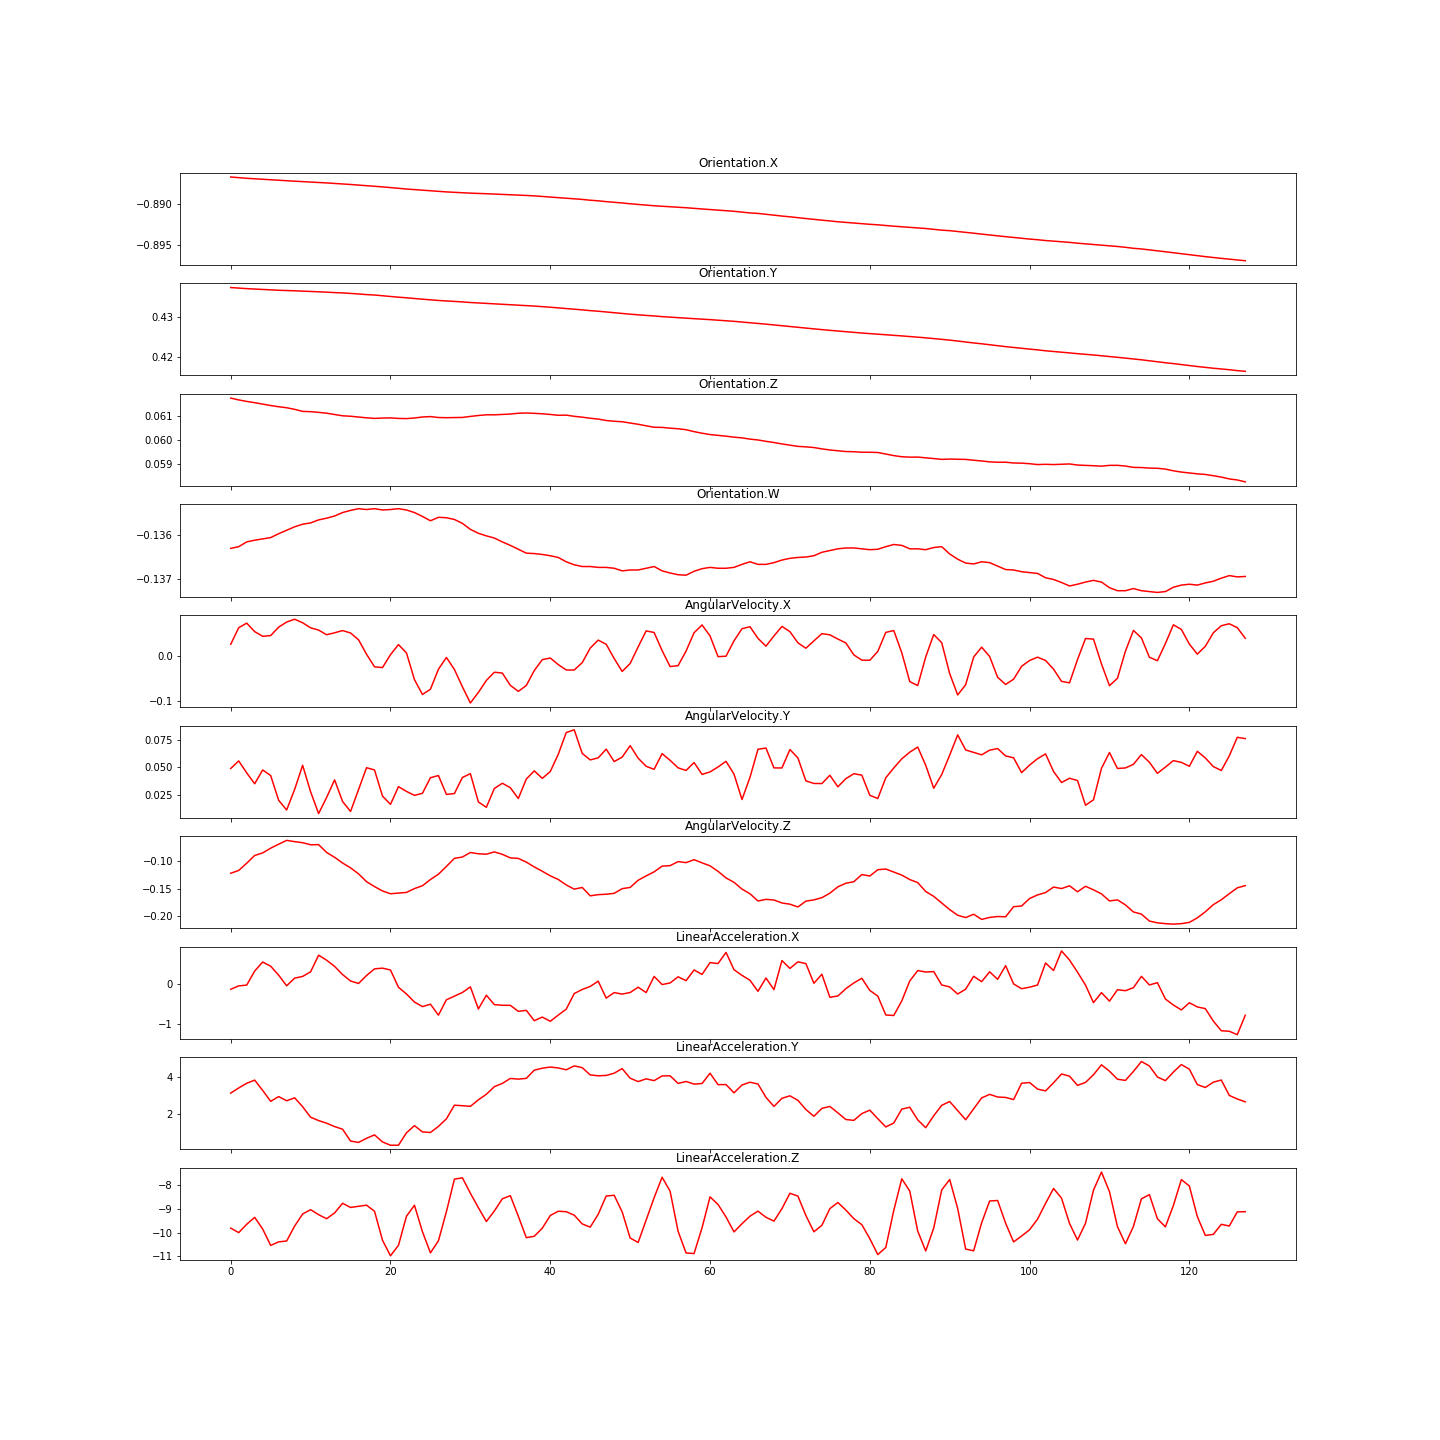 Orientation.X
−0.890
−0.895
Orientation.Y
0.43
0.42
Orientation.Z
0.061
0.060
0.059
Orientation.W
−0.136
−0.137
AngularVelocity.X
0.0
−0.1
AngularVelocity.Y
0.075
0.050
0.025
AngularVelocity.Z
−0.10
−0.15
−0.20
LinearAcceleration.X
0
−1
LinearAcceleration.Y
4
2
LinearAcceleration.Z
−8
−9
−10
−11
0 20 40 60 80 100 120